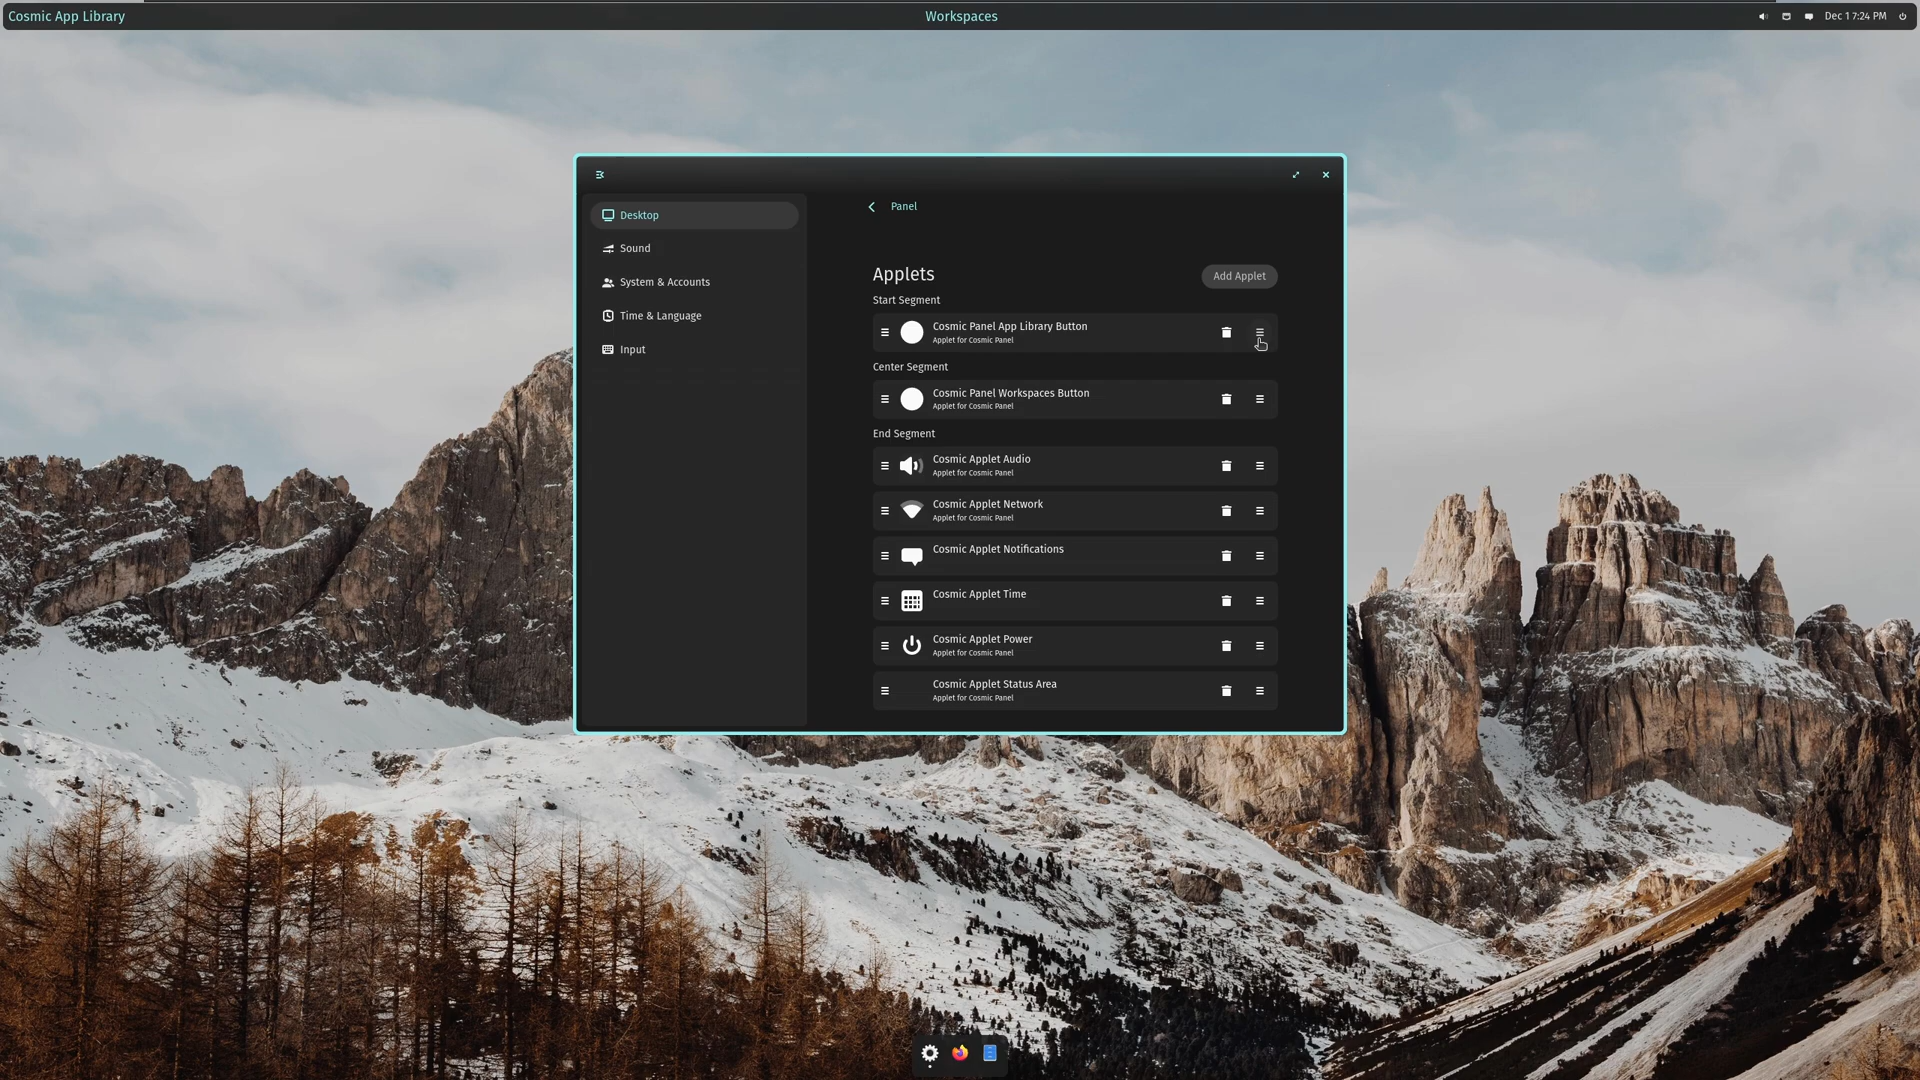 Cosmic App Library
Workspaces
Dec 1 7:24 PM
Desktop
Sound
System & Accounts
Time & Language
Input
Panel
Applets
Add Applet
Start Segment
Cosmic Panel App Library Button
Applet for Cosmic Panel
Center Segment
Cosmic Panel Workspaces Button
Applet for Cosmic Panel
End Segment
Cosmic Applet Audio
Applet for Cosmic Panel
Cosmic Applet Network
Applet for Cosmic Panel
Cosmic Applet Notifications
Cosmic Applet Time
Cosmic Applet Power
Applet for Cosmic Panel
Cosmic Applet Status Area
Applet for Cosmic Panel